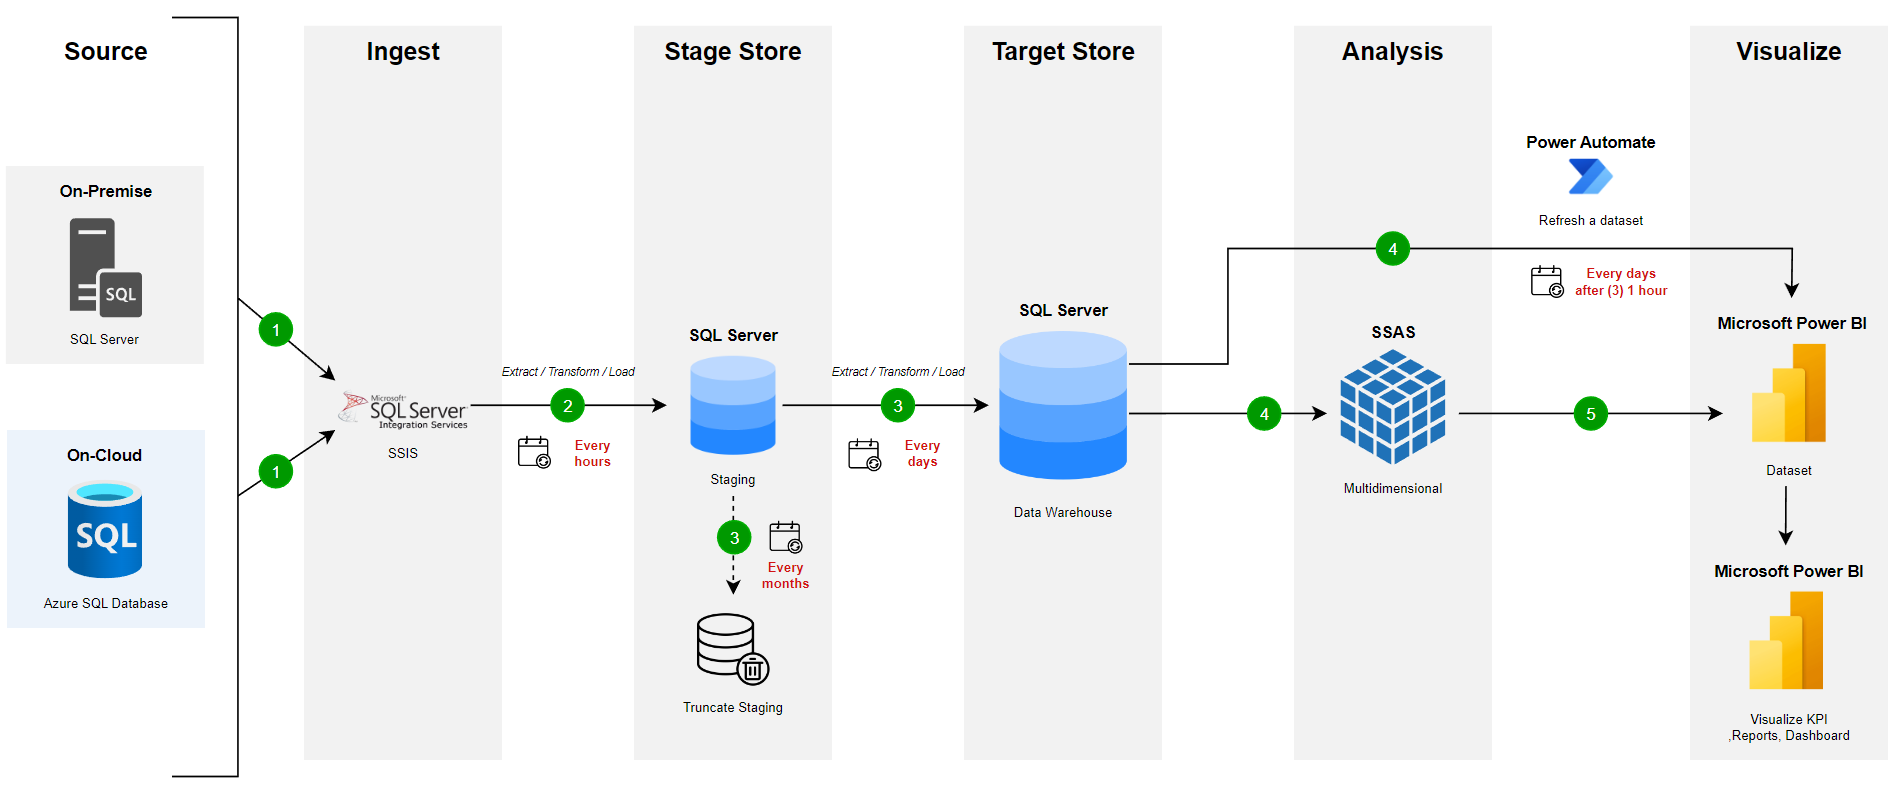 Source
Ingest
Stage Store
Target Store
Analysis
Visualize
On-Premise
SQL
SQL Server
On-Cloud
SQL
Azure SQL Database
1
1
Microsoft
SQL Server
Integration Services
SSIS
Extract / Transform / Load
2
Every
hours
SQL Server
Staging
3
Every
months
Truncate Staging
Extract / Transform / Load
3
Every
days
SQL Server
Data Warehouse
4
4
SSAS
Multidimensional
Power Automate
Refresh a dataset
Every days
after (3) 1 hour
5
Microsoft Power BI
Dataset
Microsoft Power BI
Visualize KPI
,Reports, Dashboard